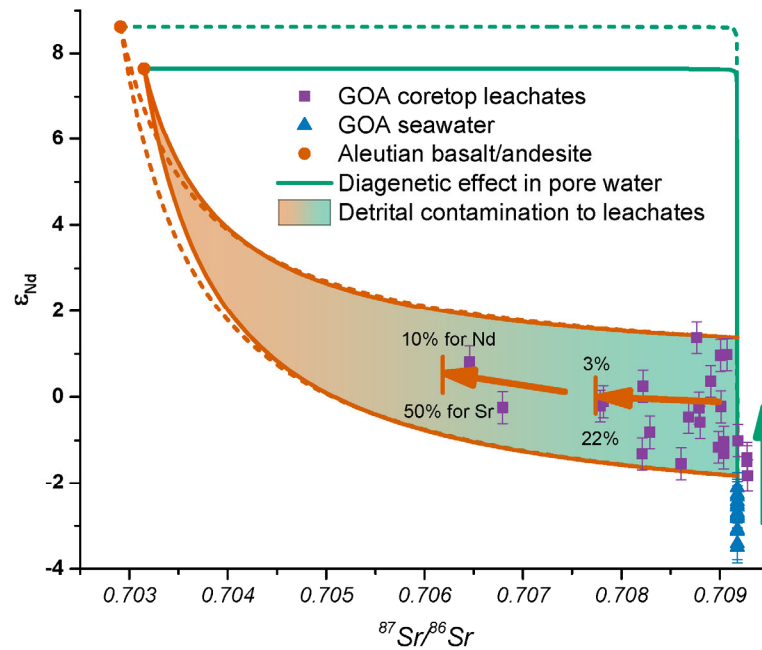 8
6
4
2
0
-2
-4
εNd
GOA coretop leachates
GOA seawater
Aleutian basalt/andesite
Diagenetic effect in pore water
Detrital contamination to leachates
10% for Nd
50% for Sr
3%
22%
0.703 0.704 0.705 0.706 0.707 0.708 0.709
⁸⁷Sr/⁸⁶Sr